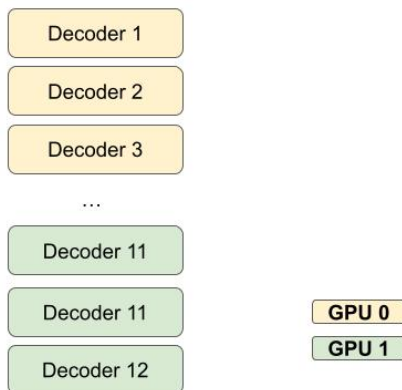 Decoder 1
Decoder 2
Decoder 3
...
Decoder 11
Decoder 11
Decoder 12
GPU 0
GPU 1